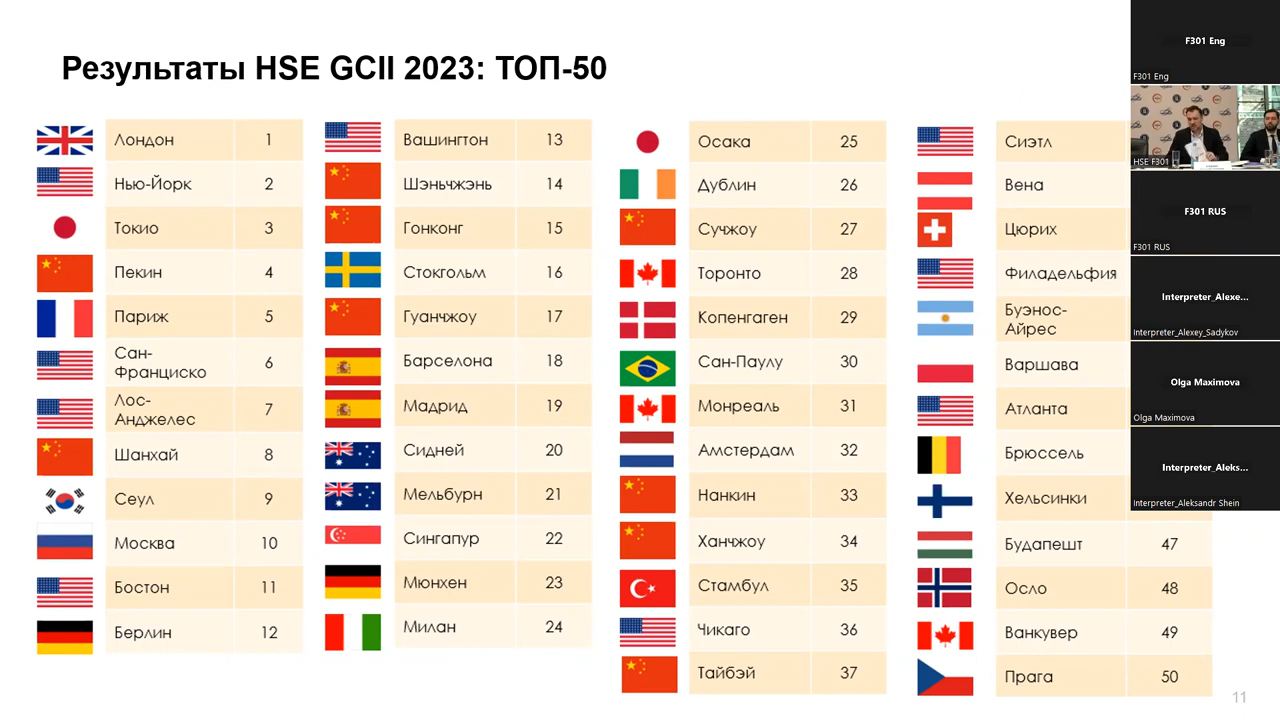 Результаты HSE GCII 2023: ТОП-50
Лондон 1
Нью-Йорк 2
Токио 3
Пекин 4
Париж 5
Сан-
Франциско 6
Лос-
Анджелес 7
Шанхай 8
Сеул 9
Москва 10
Бостон 11
Берлин 12
Вашингтон 13
Шэньчжэнь 14
Гонконг 15
Стокгольм 16
Гуанчжоу 17
Барселона 18
Мадрид 19
Сидней 20
Мельбурн 21
Сингапур 22
Мюнхен 23
Милан 24
Осака 25
Дублин 26
Сучжоу 27
Торонто 28
Копенгаген 29
Сан-Паулу 30
Монреаль 31
Амстердам 32
Нанкин 33
Ханчжоу 34
Стамбул 35
Чикаго 36
Тайбэй 37
Сиэтл
Вена
Цюрих
Филадельфия
Буэнос-
Айрес
Варшава
Атланта
Брюссель
Хельсинки
Будапешт 47
Осло 48
Ванкувер 49
Прага 50
11
F301 Eng
F301 Eng
HSE F301
F301 RUS
F301 RUS
Interpreter_Alexe...
Interpreter_Alexey_Sadykov
Olga Maximova
Olga Maximova
Interpreter_Aleks...
Interpreter_Aleksandr Shein